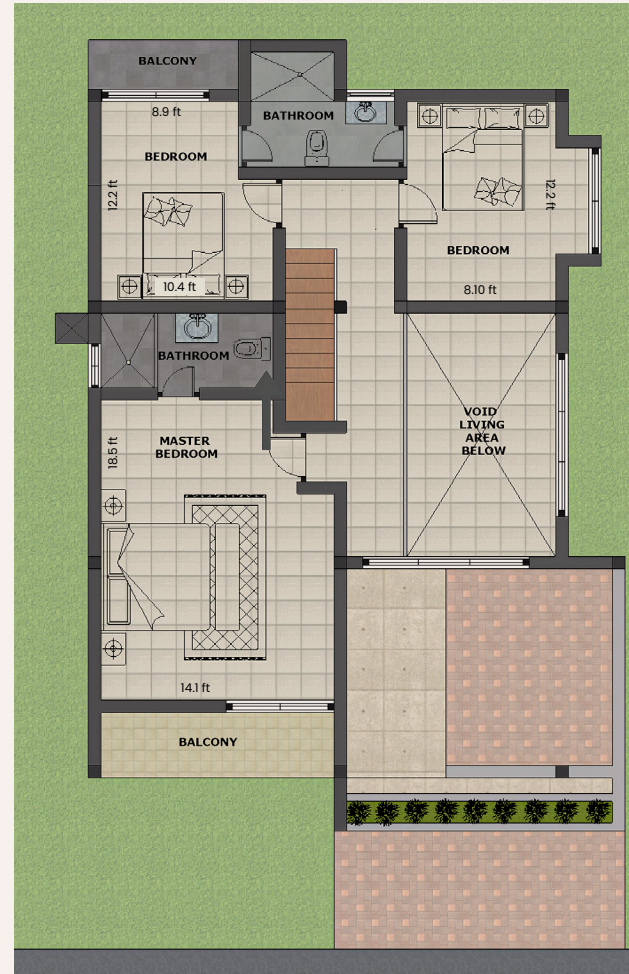 BALCONY
8.9 ft
BATHROOM
BEDROOM
12.2 ft
12.2 ft
BEDROOM
10.4 ft
8.10 ft
BATHROOM
VOID
LIVING
AREA
BELOW
MASTER
BEDROOM
18.5 ft
14.1 ft
BALCONY